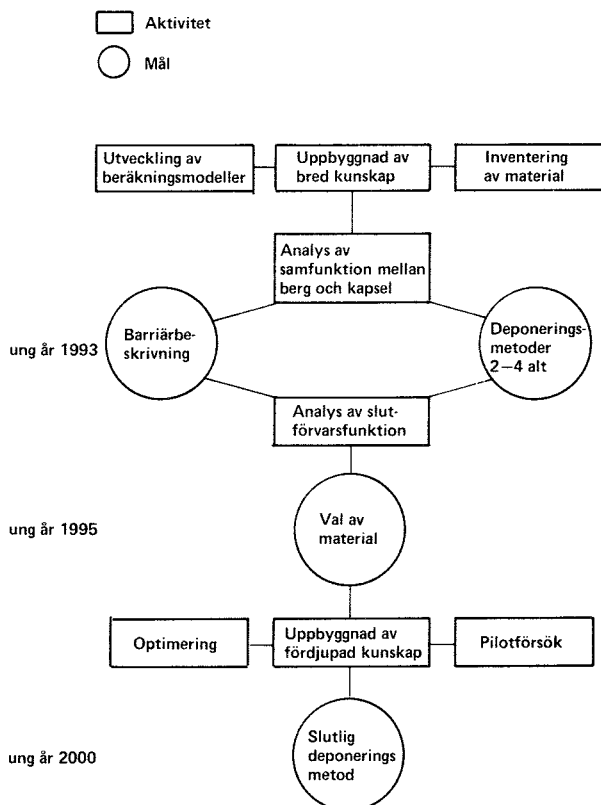 Aktivitet
Mål
Utveckling av
beräkningsmodeller
Uppbyggnad av
bred kunskap
Inventering
av material
Analys av
samfunktion mellan
berg och kapsel
ung år 1993
Barriärbe-
skrivning
Deponerings-
metoder
2–4 alt
Analys av slut-
förvarsfunktion
ung år 1995
Val av
material
Optimering
Uppbyggnad av
fördjupad kunskap
Pilotförsök
ung år 2000
Slutlig
deponerings
metod